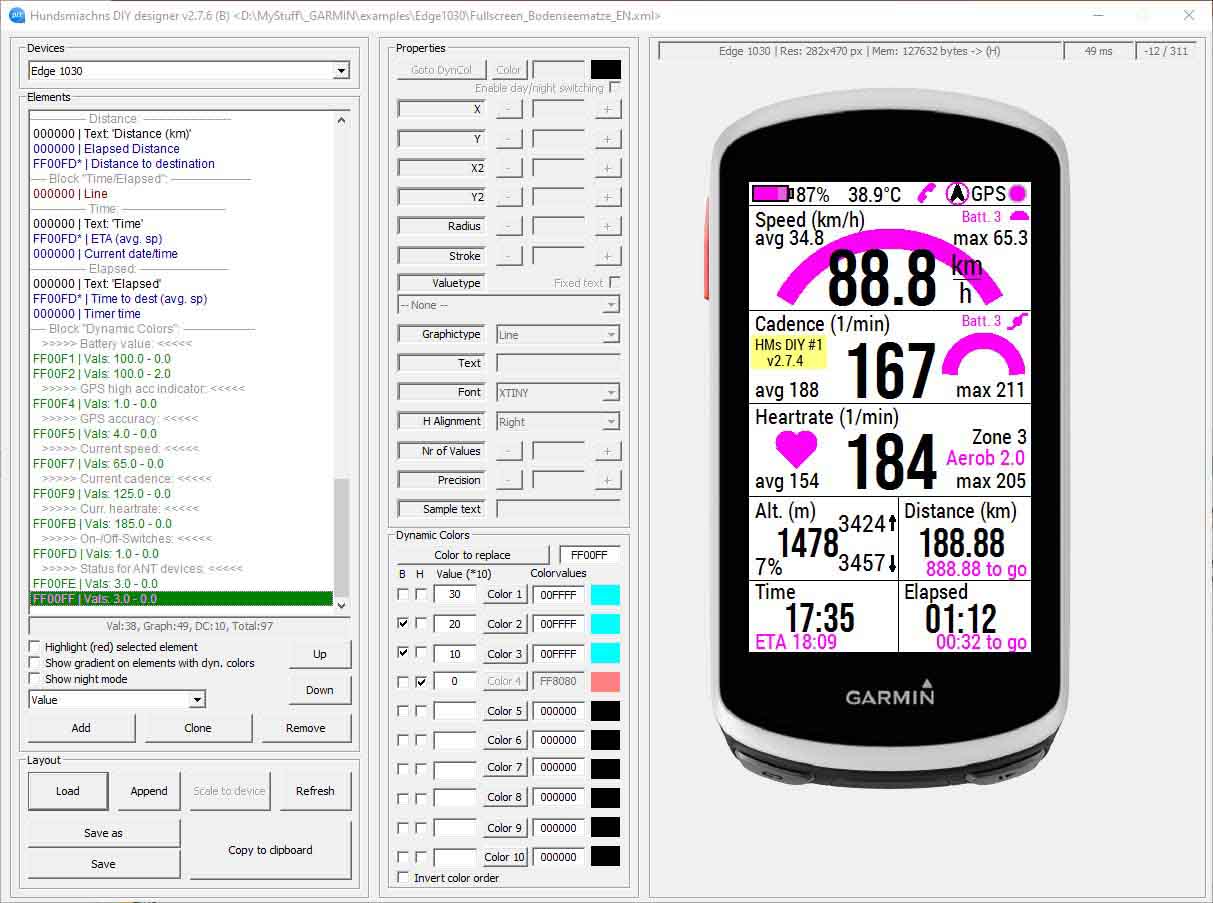 Hundsmiachns DIY designer v2.7.6 (B) <D:\MyStuff\_GARMIN\examples\Edge1030\Fullscreen_Bodenseematze_EN.xml>
Devices
Edge 1030
Elements
Distance:
000000 | Text: 'Distance (km)'
000000 | Elapsed Distance
FF00FD* | Distance to destination
Block "Time/Elapsed":
000000 | Line
Time:
000000 | Text: 'Time'
FF00FD* | ETA (avg. sp)
000000 | Current date/time
Elapsed:
000000 | Text: 'Elapsed'
FF00FD* | Time to dest (avg. sp)
000000 | Timer time
Block "Dynamic Colors":
>>>>> Battery value: <<<<<
FF00F1 | Vals: 100.0 - 0.0
FF00F2 | Vals: 100.0 - 2.0
>>>>> GPS high acc indicator: <<<<<
FF00F4 | Vals: 1.0 - 0.0
>>>>> GPS accuracy: <<<<<
FF00F5 | Vals: 4.0 - 0.0
>>>>> Current speed: <<<<<
FF00F7 | Vals: 65.0 - 0.0
>>>>> Current cadence: <<<<<
FF00F9 | Vals: 125.0 - 0.0
>>>>> Curr. heartrate: <<<<<
FF00FB | Vals: 185.0 - 0.0
>>>>> On-/Off-Switches: <<<<<
FF00FD | Vals: 1.0 - 0.0
>>>>> Status for ANT devices: <<<<<
FF00FE | Vals: 3.0 - 0.0
FF00FF | Vals: 3.0 - 0.0
Val:38, Graph:49, DC:10, Total:97
Highlight (red) selected element
Show gradient on elements with dyn. colors
Show night mode
Up
Down
Value
Add Clone Remove
Layout
Load Append Scale to device Refresh
Save as
Save
Copy to clipboard
Properties
Goto DynCol Color
Enable day/night switching
X - +
Y - +
X2 - +
Y2 - +
Radius - +
Stroke - +
Valuetype Fixed text
-- None --
Graphictype Line
Text
Font XTINY
H Alignment Right
Nr of Values - +
Precision - +
Sample text
Dynamic Colors
Color to replace FF00FF
B H Value (*10) Colorvalues
30 Color 1 00FFFF
20 Color 2 00FFFF
10 Color 3 00FFFF
0 Color 4 FF8080
Color 5 000000
Color 6 000000
Color 7 000000
Color 8 000000
Color 9 000000
Color 10 000000
Invert color order
Edge 1030 | Res: 282x470 px | Mem: 127632 bytes -> (H) 49 ms -12 / 311
87% 38.9°C GPS
Speed (km/h) Batt. 3
avg 34.8 max 65.3
88.8 km
h
Cadence (1/min) Batt. 3
HMs DIY #1
v2.7.4
167
avg 188 max 211
Heartrate (1/min)
184 Zone 3
Aerob 2.0
avg 154 max 205
Alt. (m) 3424
1478
7% 3457
Distance (km)
188.88
888.88 to go
Time
17:35
ETA 18:09
Elapsed
01:12
00:32 to go
GARMIN